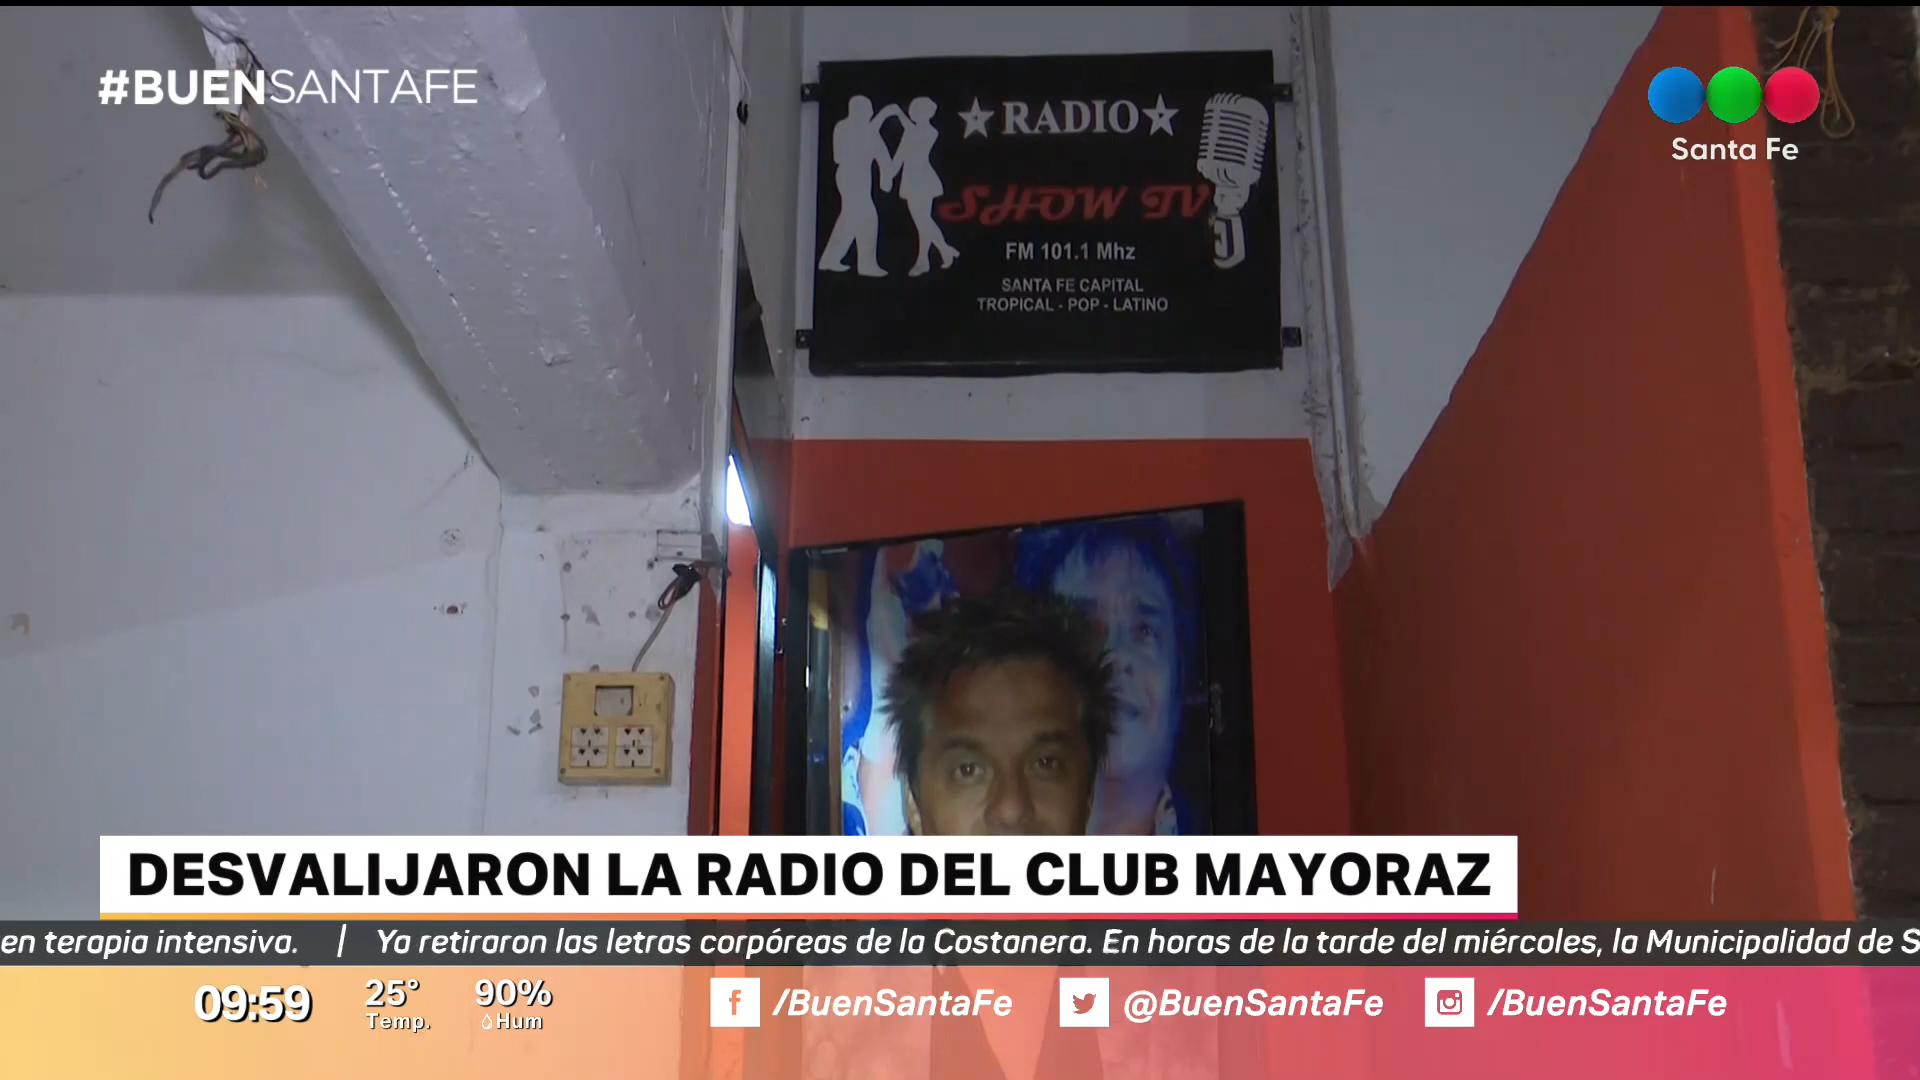 #BUENSANTAFE
Santa Fe
RADIO
SHOW TV
FM 101.1 Mhz
SANTA FE CAPITAL
TROPICAL - POP - LATINO
DESVALIJARON LA RADIO DEL CLUB MAYORAZ
en terapia intensiva. | Ya retiraron las letras corpóreas de la Costanera. En horas de la tarde del miércoles, la Municipalidad de S
09:59 25° Temp. 90% Hum
/BuenSantaFe @BuenSantaFe /BuenSantaFe